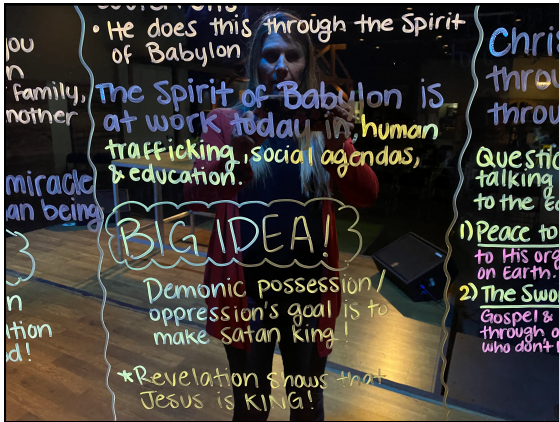 • He does this through the Spirit
of Babylon
The Spirit of Babylon is
at work today in human
trafficking, social agendas,
& education.
BIG IDEA!
Demonic possession/
oppression's goal is to
make Satan king!
*Revelation shows that
Jesus is KING!
you
n
family,
nother
miracle
an being
n
ation
d!
Chris
throu
throu
Questio
talking
to the Ea
1) Peace to
to His org
on Earth.
2) The Swo
Gospel &
through o
who don't